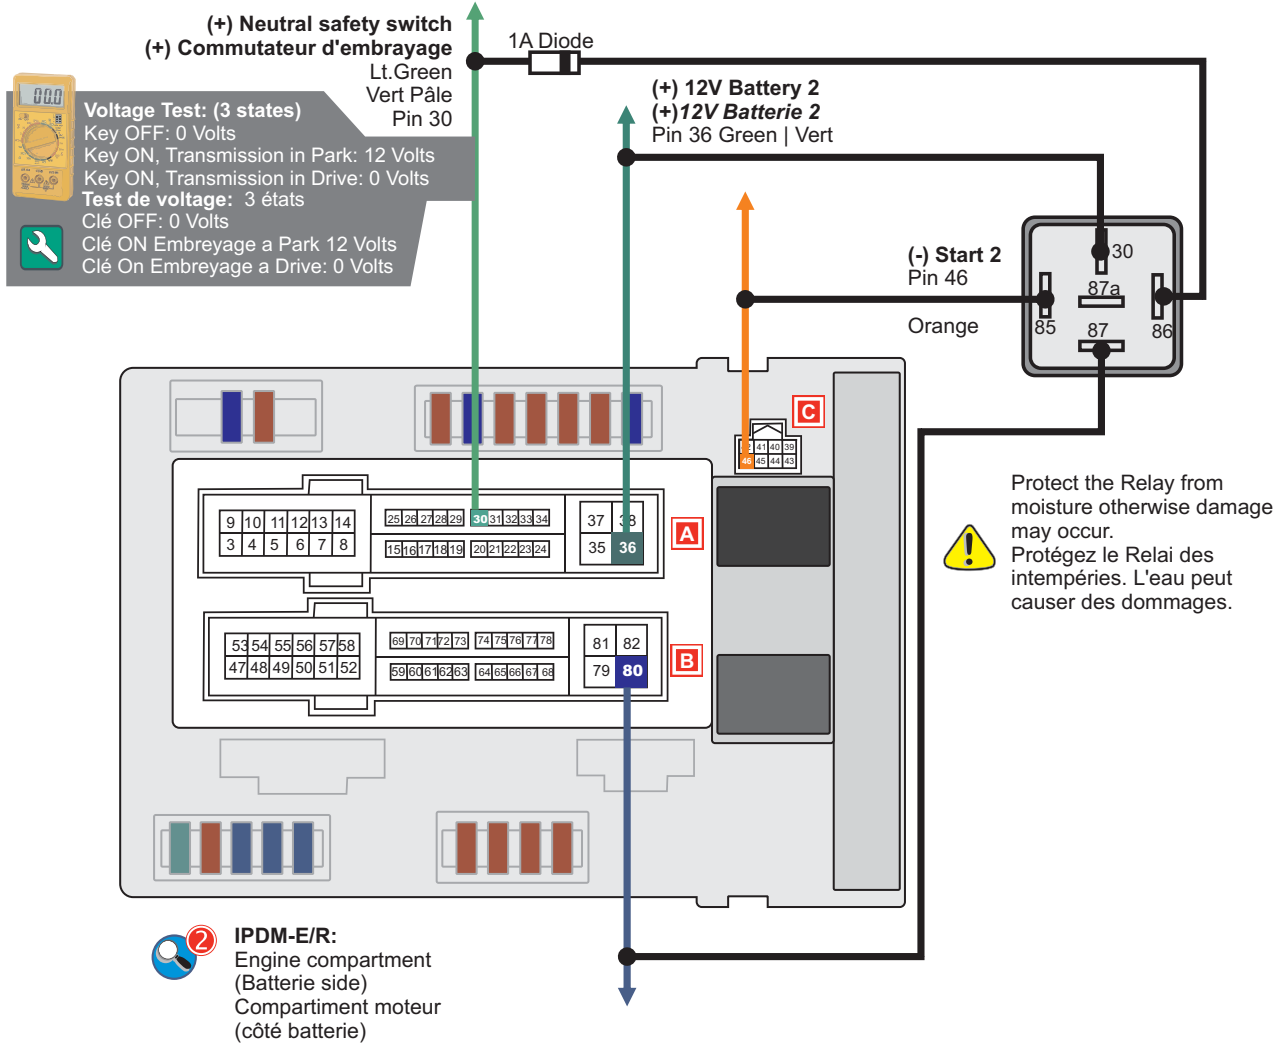 (+) Neutral safety switch
(+) Commutateur d'embrayage
Lt.Green
Vert Pâle
Pin 30
1A Diode
(+) 12V Battery 2
(+)12V Batterie 2
Pin 36 Green | Vert
00.0
Voltage Test: (3 states)
Key OFF: 0 Volts
Key ON, Transmission in Park: 12 Volts
Key ON, Transmission in Drive: 0 Volts
Test de voltage: 3 états
Clé OFF: 0 Volts
Clé ON Embreyage a Park 12 Volts
Clé On Embreyage a Drive: 0 Volts
(-) Start 2
Pin 46
Orange
30
87a
85
87
86
C
41 40 39
46 45 44 43
9 10 11 12 13 14
3 4 5 6 7 8
25 26 27 28 29 30 31 32 33 34
15 16 17 18 19 20 21 22 23 24
37 38
35 36
A
53 54 55 56 57 58
47 48 49 50 51 52
69 70 71 72 73 74 75 76 77 78
59 60 61 62 63 64 65 66 67 68
81 82
79 80
B
Protect the Relay from
moisture otherwise damage
may occur.
Protégez le Relai des
intempéries. L'eau peut
causer des dommages.
2
IPDM-E/R:
Engine compartment
(Batterie side)
Compartiment moteur
(côté batterie)